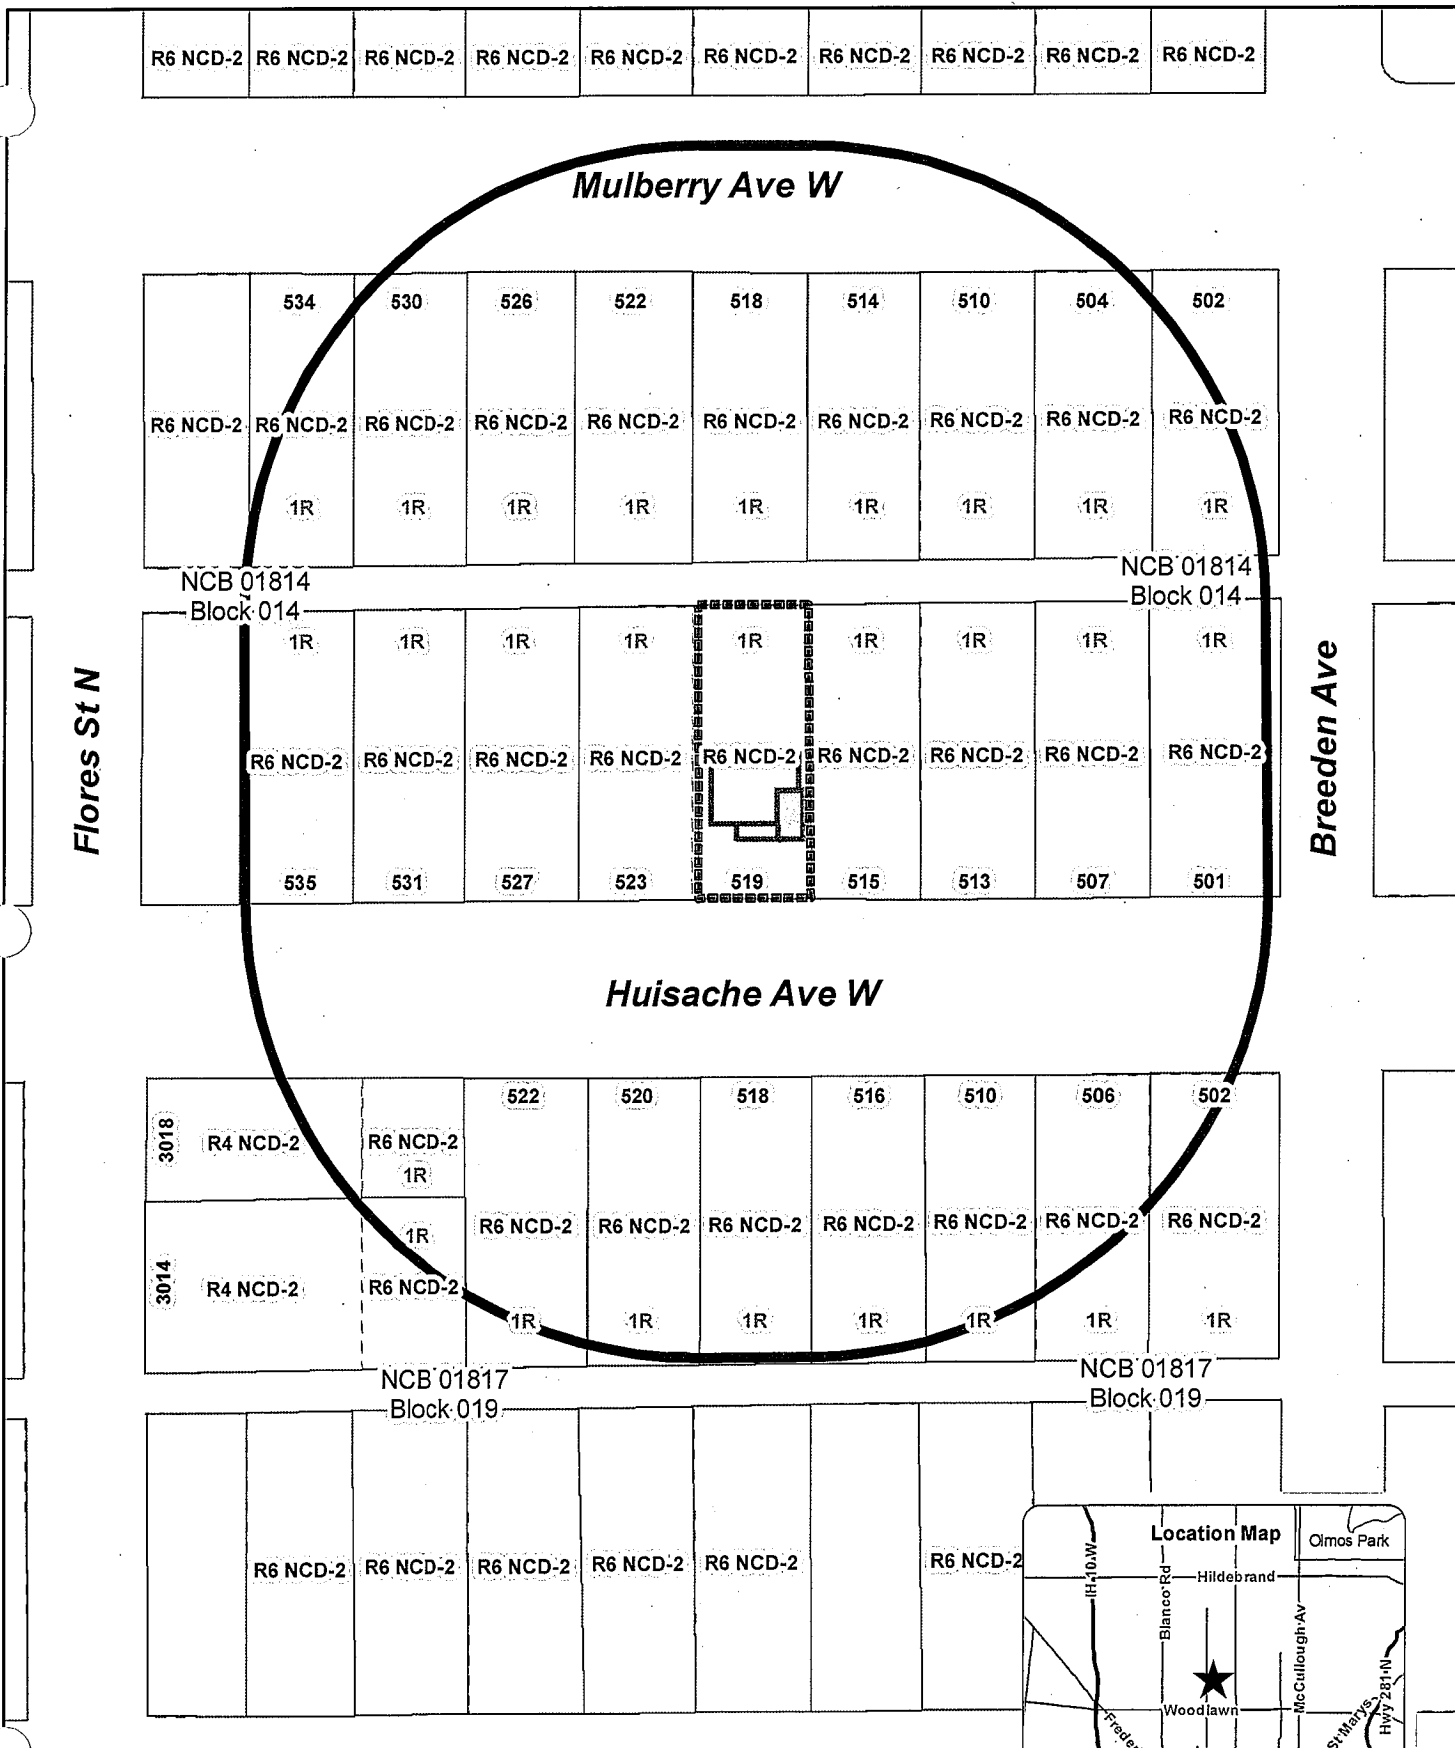 R6 NCD-2 R6 NCD-2 R6 NCD-2 R6 NCD-2 R6 NCD-2 R6 NCD-2 R6 NCD-2 R6 NCD-2 R6 NCD-2 R6 NCD-2
Mulberry Ave W
534 530 526 522 518 514 510 504 502
R6 NCD-2 R6 NCD-2 R6 NCD-2 R6 NCD-2 R6 NCD-2 R6 NCD-2 R6 NCD-2 R6 NCD-2 R6 NCD-2 R6 NCD-2
1R 1R 1R 1R 1R 1R 1R 1R 1R
NCB 01814 NCB 01814
Block 014 Block 014
1R 1R 1R 1R 1R 1R 1R 1R 1R
Flores St N
Breeden Ave
R6 NCD-2 R6 NCD-2 R6 NCD-2 R6 NCD-2 R6 NCD-2 R6 NCD-2 R6 NCD-2 R6 NCD-2 R6 NCD-2
535 531 527 523 519 515 513 507 501
Huisache Ave W
522 520 518 516 510 506 502
3018 R4 NCD-2 R6 NCD-2
1R
R6 NCD-2 R6 NCD-2 R6 NCD-2 R6 NCD-2 R6 NCD-2 R6 NCD-2 R6 NCD-2
1R
3014 R4 NCD-2 R6 NCD-2
1R 1R 1R 1R 1R 1R 1R
NCB 01817 NCB 01817
Block 019 Block 019
R6 NCD-2 R6 NCD-2 R6 NCD-2 R6 NCD-2 R6 NCD-2 R6 NCD-2
Location Map
Olmos Park
IH 10 W
Blanco Rd
Hildebrand
McCullough Av
Hwy 281 N
Woodlawn
St Marys
Freder